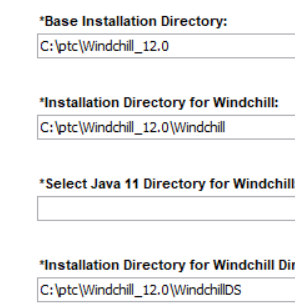 *Base Installation Directory:
C:\ptc\Windchill_12.0
*Installation Directory for Windchill:
C:\ptc\Windchill_12.0\Windchill
*Select Java 11 Directory for Windchill
*Installation Directory for Windchill Dir
C:\ptc\Windchill_12.0\WindchillDS